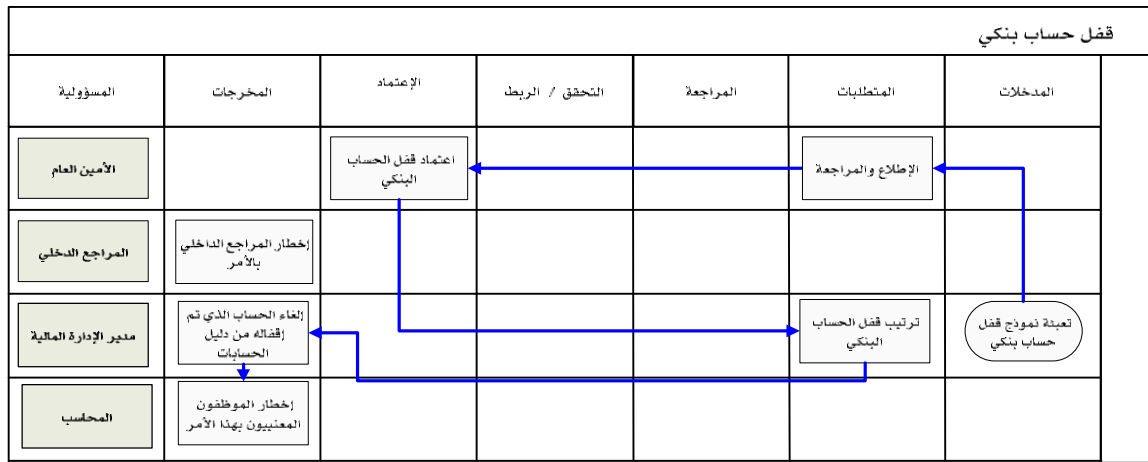 قفل حساب بنكي
المدخلات
المتطلبات
المراجعة
التحقق / الربط
الإعتماد
المخرجات
المسؤولية
الإطلاع والمراجعة
اعتماد قفل الحساب
البنكي
الأمين العام
إخطار المراجع الداخلي
بالأمر
المراجع الدخلي
تعبئة نموذج قفل
حساب بنكي
ترتيب قفل الحساب
البنكي
إلغاء الحساب الذي تم
إقفاله من دليل
الحسابات
مدير الإدارة المالية
إخطار الموظفون
المعنييون بهذا الأمر
المحاسب